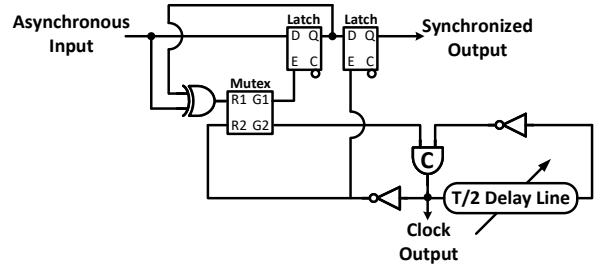 Asynchronous
Input
Latch
D Q
E C
Latch
D Q
E C
Synchronized
Output
Mutex
R1 G1
R2 G2
C
T/2 Delay Line
Clock
Output